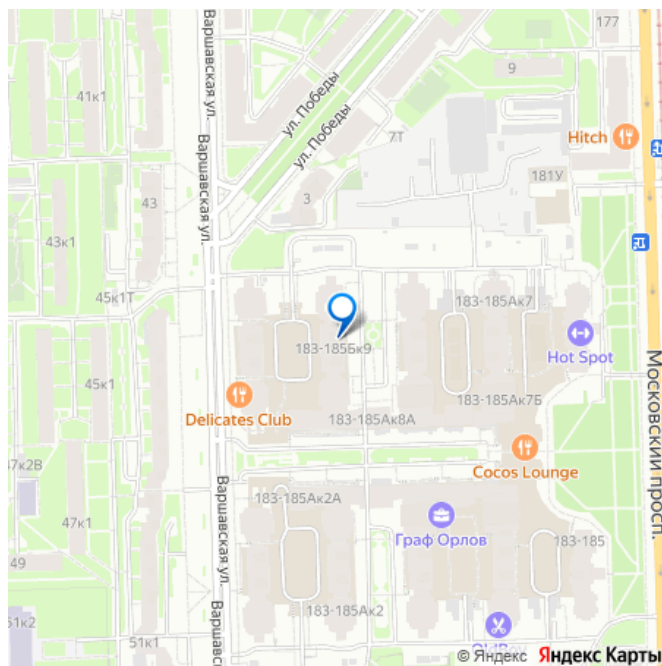 177
Варшавская ул.
9
41к1
ул. Победы
ул. Победы
7Т
Hitch
Варшавская ул.
181У
43
3
43к1
45к1Т
183-185Ак7
183-185Бк9
Hot Spot
Московский просп.
45к1
Delicates Club
183-185Ак8А
183-185Ак7Б
47к2В
Cocos Lounge
Варшавская ул.
183-185Ак2А
47к1
Граф Орлов
183-185
49
183-185Ак2
51к2
51к1
Варшавская
OldBoy
© Яндекс Яндекс Карты